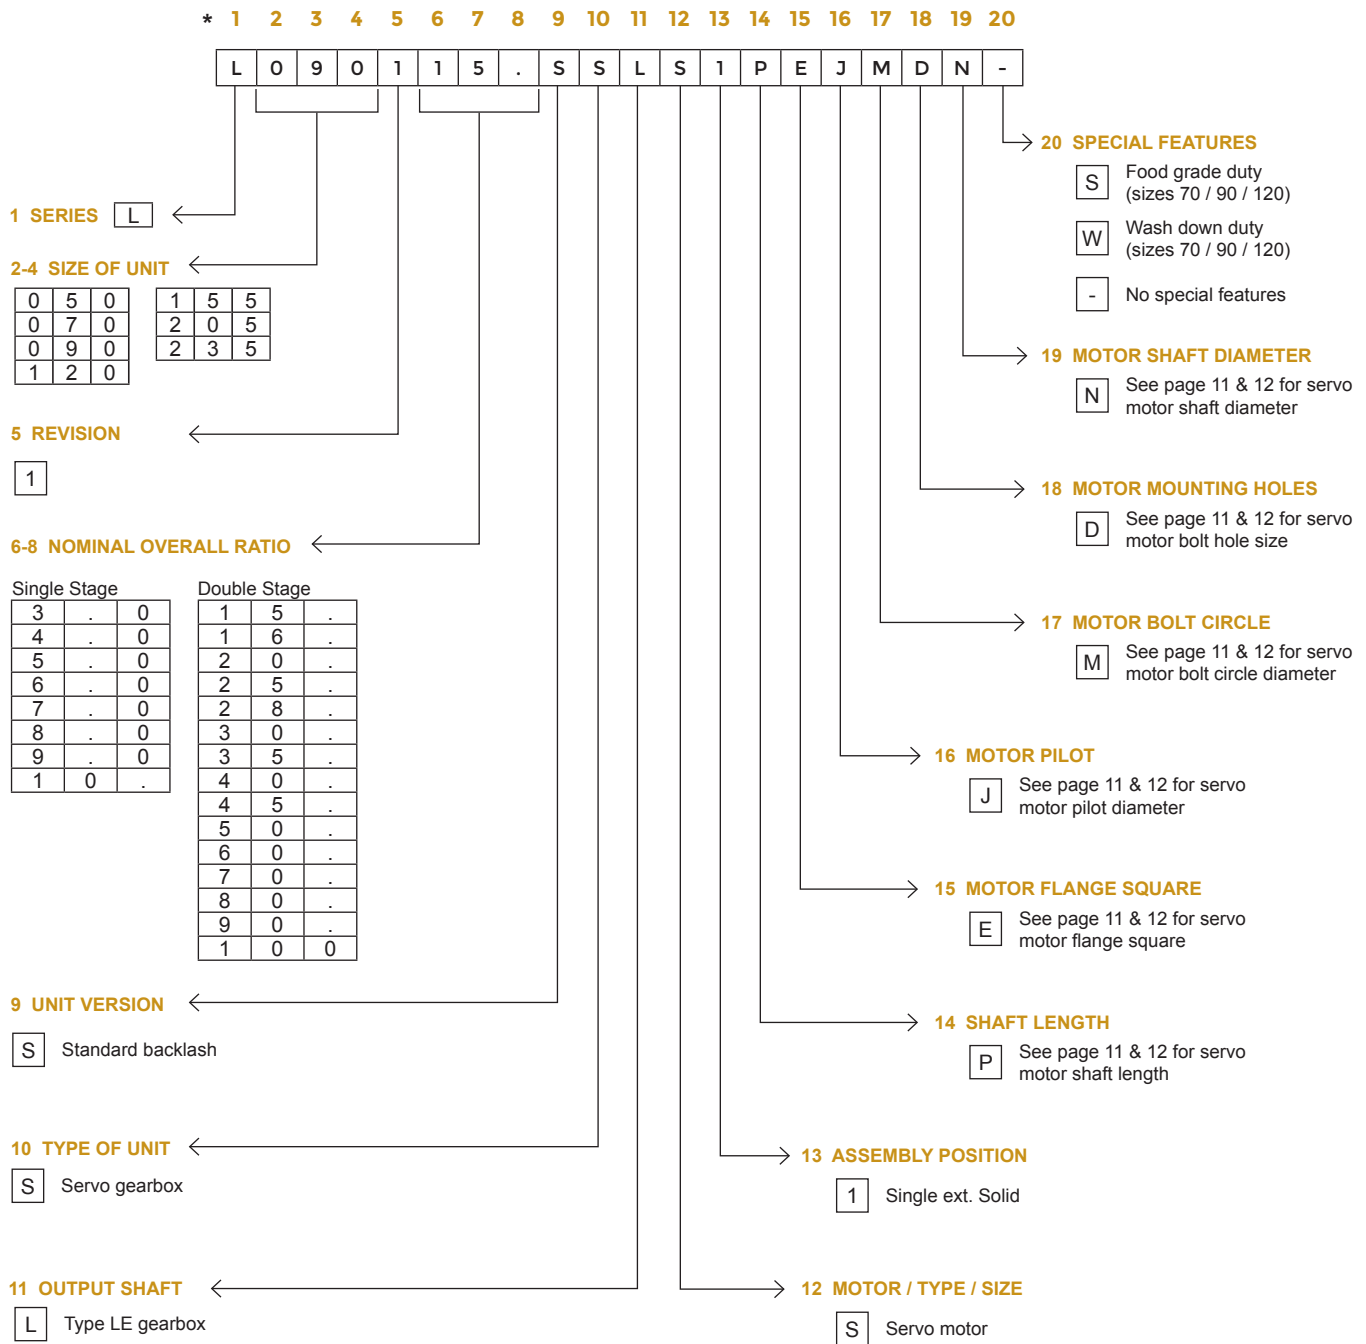 * 1 2 3 4 5 6 7 8 9 10 11 12 13 14 15 16 17 18 19 20
L 0 9 0 1 1 5 . S S L S 1 P E J M D N -
1 SERIES L
2-4 SIZE OF UNIT
0 5 0 1 5 5
0 7 0 2 0 5
0 9 0 2 3 5
1 2 0
5 REVISION
1
6-8 NOMINAL OVERALL RATIO
Single Stage
3 . 0
4 . 0
5 . 0
6 . 0
7 . 0
8 . 0
9 . 0
1 0 .
Double Stage
1 5 .
1 6 .
2 0 .
2 5 .
2 8 .
3 0 .
3 5 .
4 0 .
4 5 .
5 0 .
6 0 .
7 0 .
8 0 .
9 0 .
1 0 0
9 UNIT VERSION
S Standard backlash
10 TYPE OF UNIT
S Servo gearbox
11 OUTPUT SHAFT
L Type LE gearbox
20 SPECIAL FEATURES
S Food grade duty
(sizes 70 / 90 / 120)
W Wash down duty
(sizes 70 / 90 / 120)
- No special features
19 MOTOR SHAFT DIAMETER
N See page 11 & 12 for servo
motor shaft diameter
18 MOTOR MOUNTING HOLES
D See page 11 & 12 for servo
motor bolt hole size
17 MOTOR BOLT CIRCLE
M See page 11 & 12 for servo
motor bolt circle diameter
16 MOTOR PILOT
J See page 11 & 12 for servo
motor pilot diameter
15 MOTOR FLANGE SQUARE
E See page 11 & 12 for servo
motor flange square
14 SHAFT LENGTH
P See page 11 & 12 for servo
motor shaft length
13 ASSEMBLY POSITION
1 Single ext. Solid
12 MOTOR / TYPE / SIZE
S Servo motor